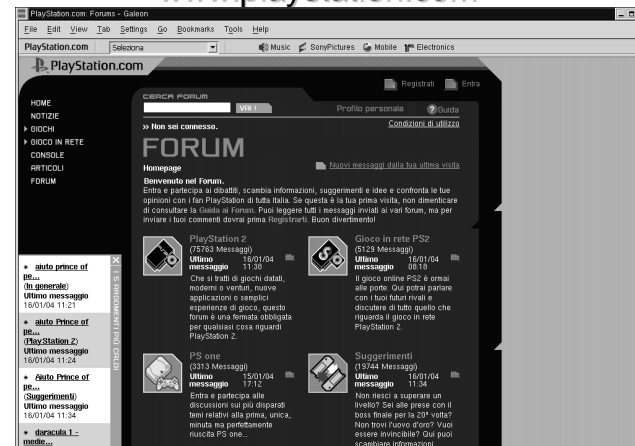 www.playstation.com
PlayStation.com: Forums - Galeon
File Edit View Tab Settings Go Bookmarks Tools Help
PlayStation.com Seleziona Music SonyPictures Mobile Electronics
PlayStation.com
Registrati Entra
CERCA FORUM
VAI !
Profilo personale Guida
HOME
NOTIZIE
GIOCHI
GIOCO IN RETE
CONSOLE
ARTICOLI
FORUM
»» Non sei connesso.
Condizioni di utilizzo
FORUM
Homepage
Nuovi messaggi dalla tua ultima visita
Benvenuto nel Forum.
Entra e partecipa ai dibattiti, scambia informazioni, suggerimenti e idee e confronta le tue
opinioni con i fan PlayStation di tutta Italia. Se questa è la tua prima visita, non dimenticare
di consultare la Guida ai Forum. Puoi leggere tutti i messaggi inviati ai vari forum, ma per
inviare i tuoi commenti dovrai prima Registrarti. Buon divertimento!
PlayStation 2
(75763 Messaggi)
Ultimo messaggio 16/01/04 11:38
Che si tratti di giochi datati,
moderni o venturi, nuove
applicazioni o semplici
esperienze di gioco, questo
forum è una fermata obbligata
per qualsiasi cosa riguardi
PlayStation 2.
Gioco in rete PS2
(5129 Messaggi)
Ultimo messaggio 16/01/04 08:18
Il gioco online PS2 è ormai
alle porte. Qui potrai parlare
con i tuoi futuri rivali e
discutere di tutto quello che
riguarda il gioco in rete
PlayStation 2.
PS one
(3313 Messaggi)
Ultimo messaggio 15/01/04 17:12
Entra e partecipa alle
discussioni sui più disparati
temi relativi alla prima, unica,
minuta ma perfettamente
riuscita PS one...
Suggerimenti
(19744 Messaggi)
Ultimo messaggio 16/01/04 11:34
Non riesci a superare un
livello? Sei alle prese con il
boss finale per la 20ª volta?
Non trovi l'uovo d'oro? Vuoi
essere invincibile? Qui puoi
scambiare informazioni,
I 5 ARGOMENTI PIÙ CALDI
aiuto prince of
pe...
(In generale)
Ultimo messaggio
16/01/04 11:21
aiuto Prince of
pe...
(PlayStation 2)
Ultimo messaggio
16/01/04 11:24
Aiuto Prince of
pe...
(Suggerimenti)
Ultimo messaggio
16/01/04 11:34
daracula 1 -
medie...